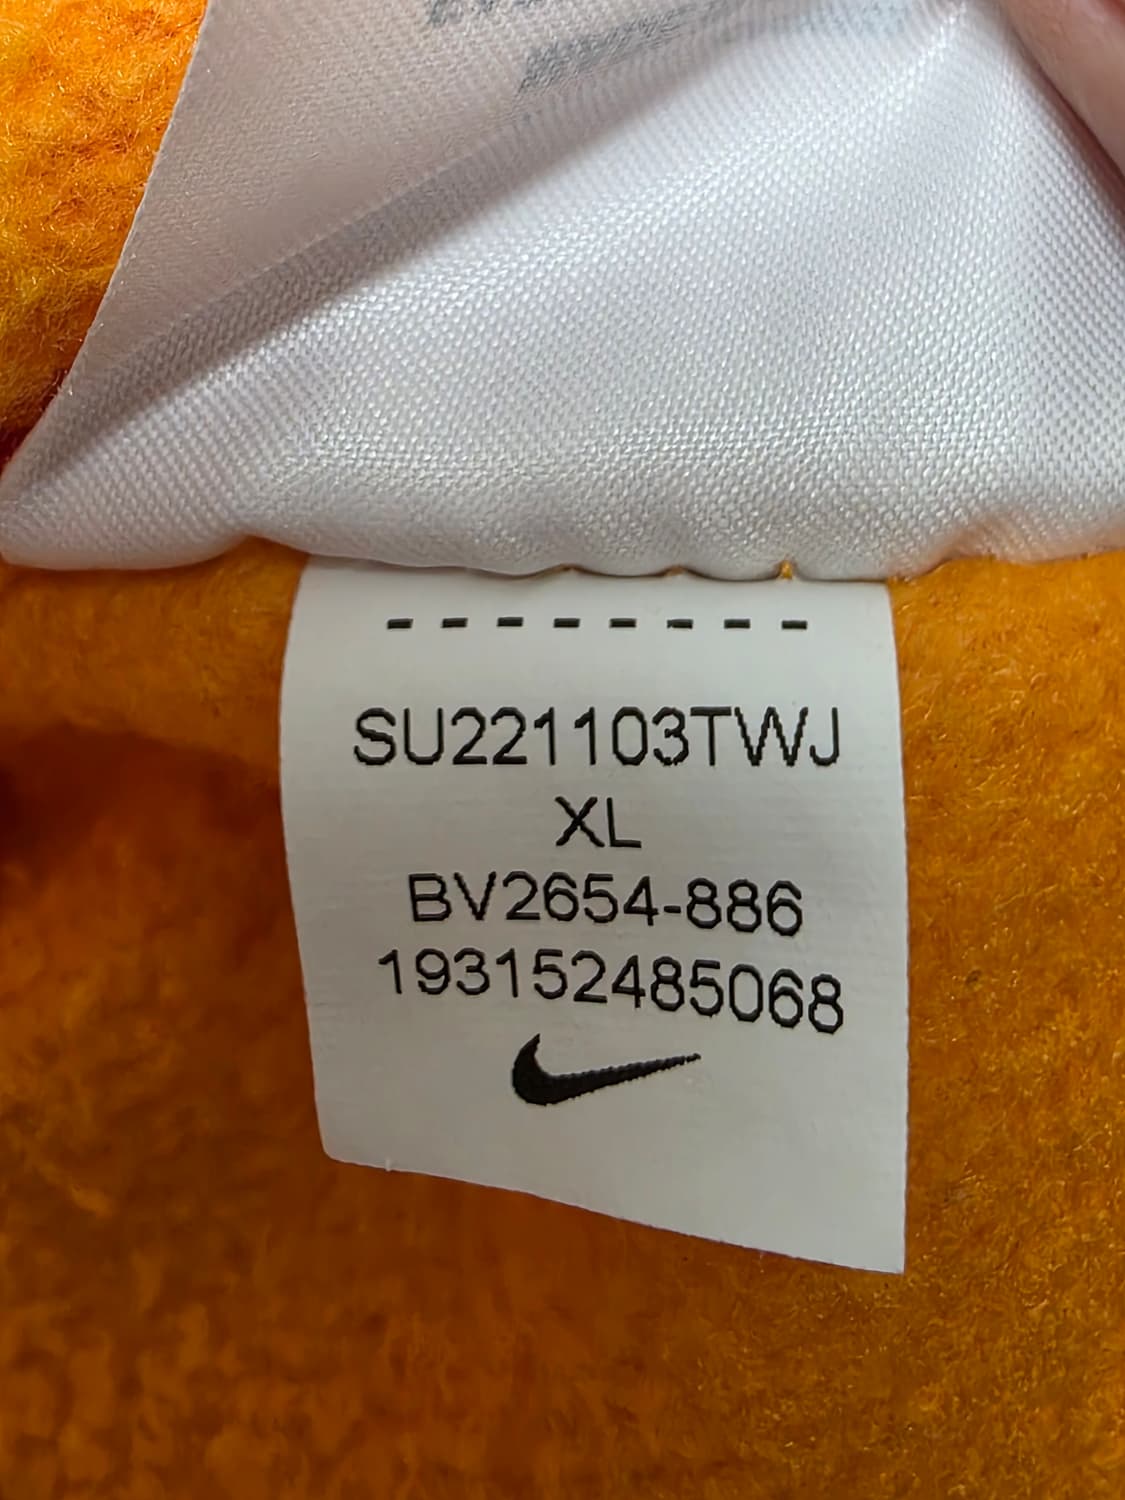 --------
SU221103TWJ
XL
BV2654-886
193152485068